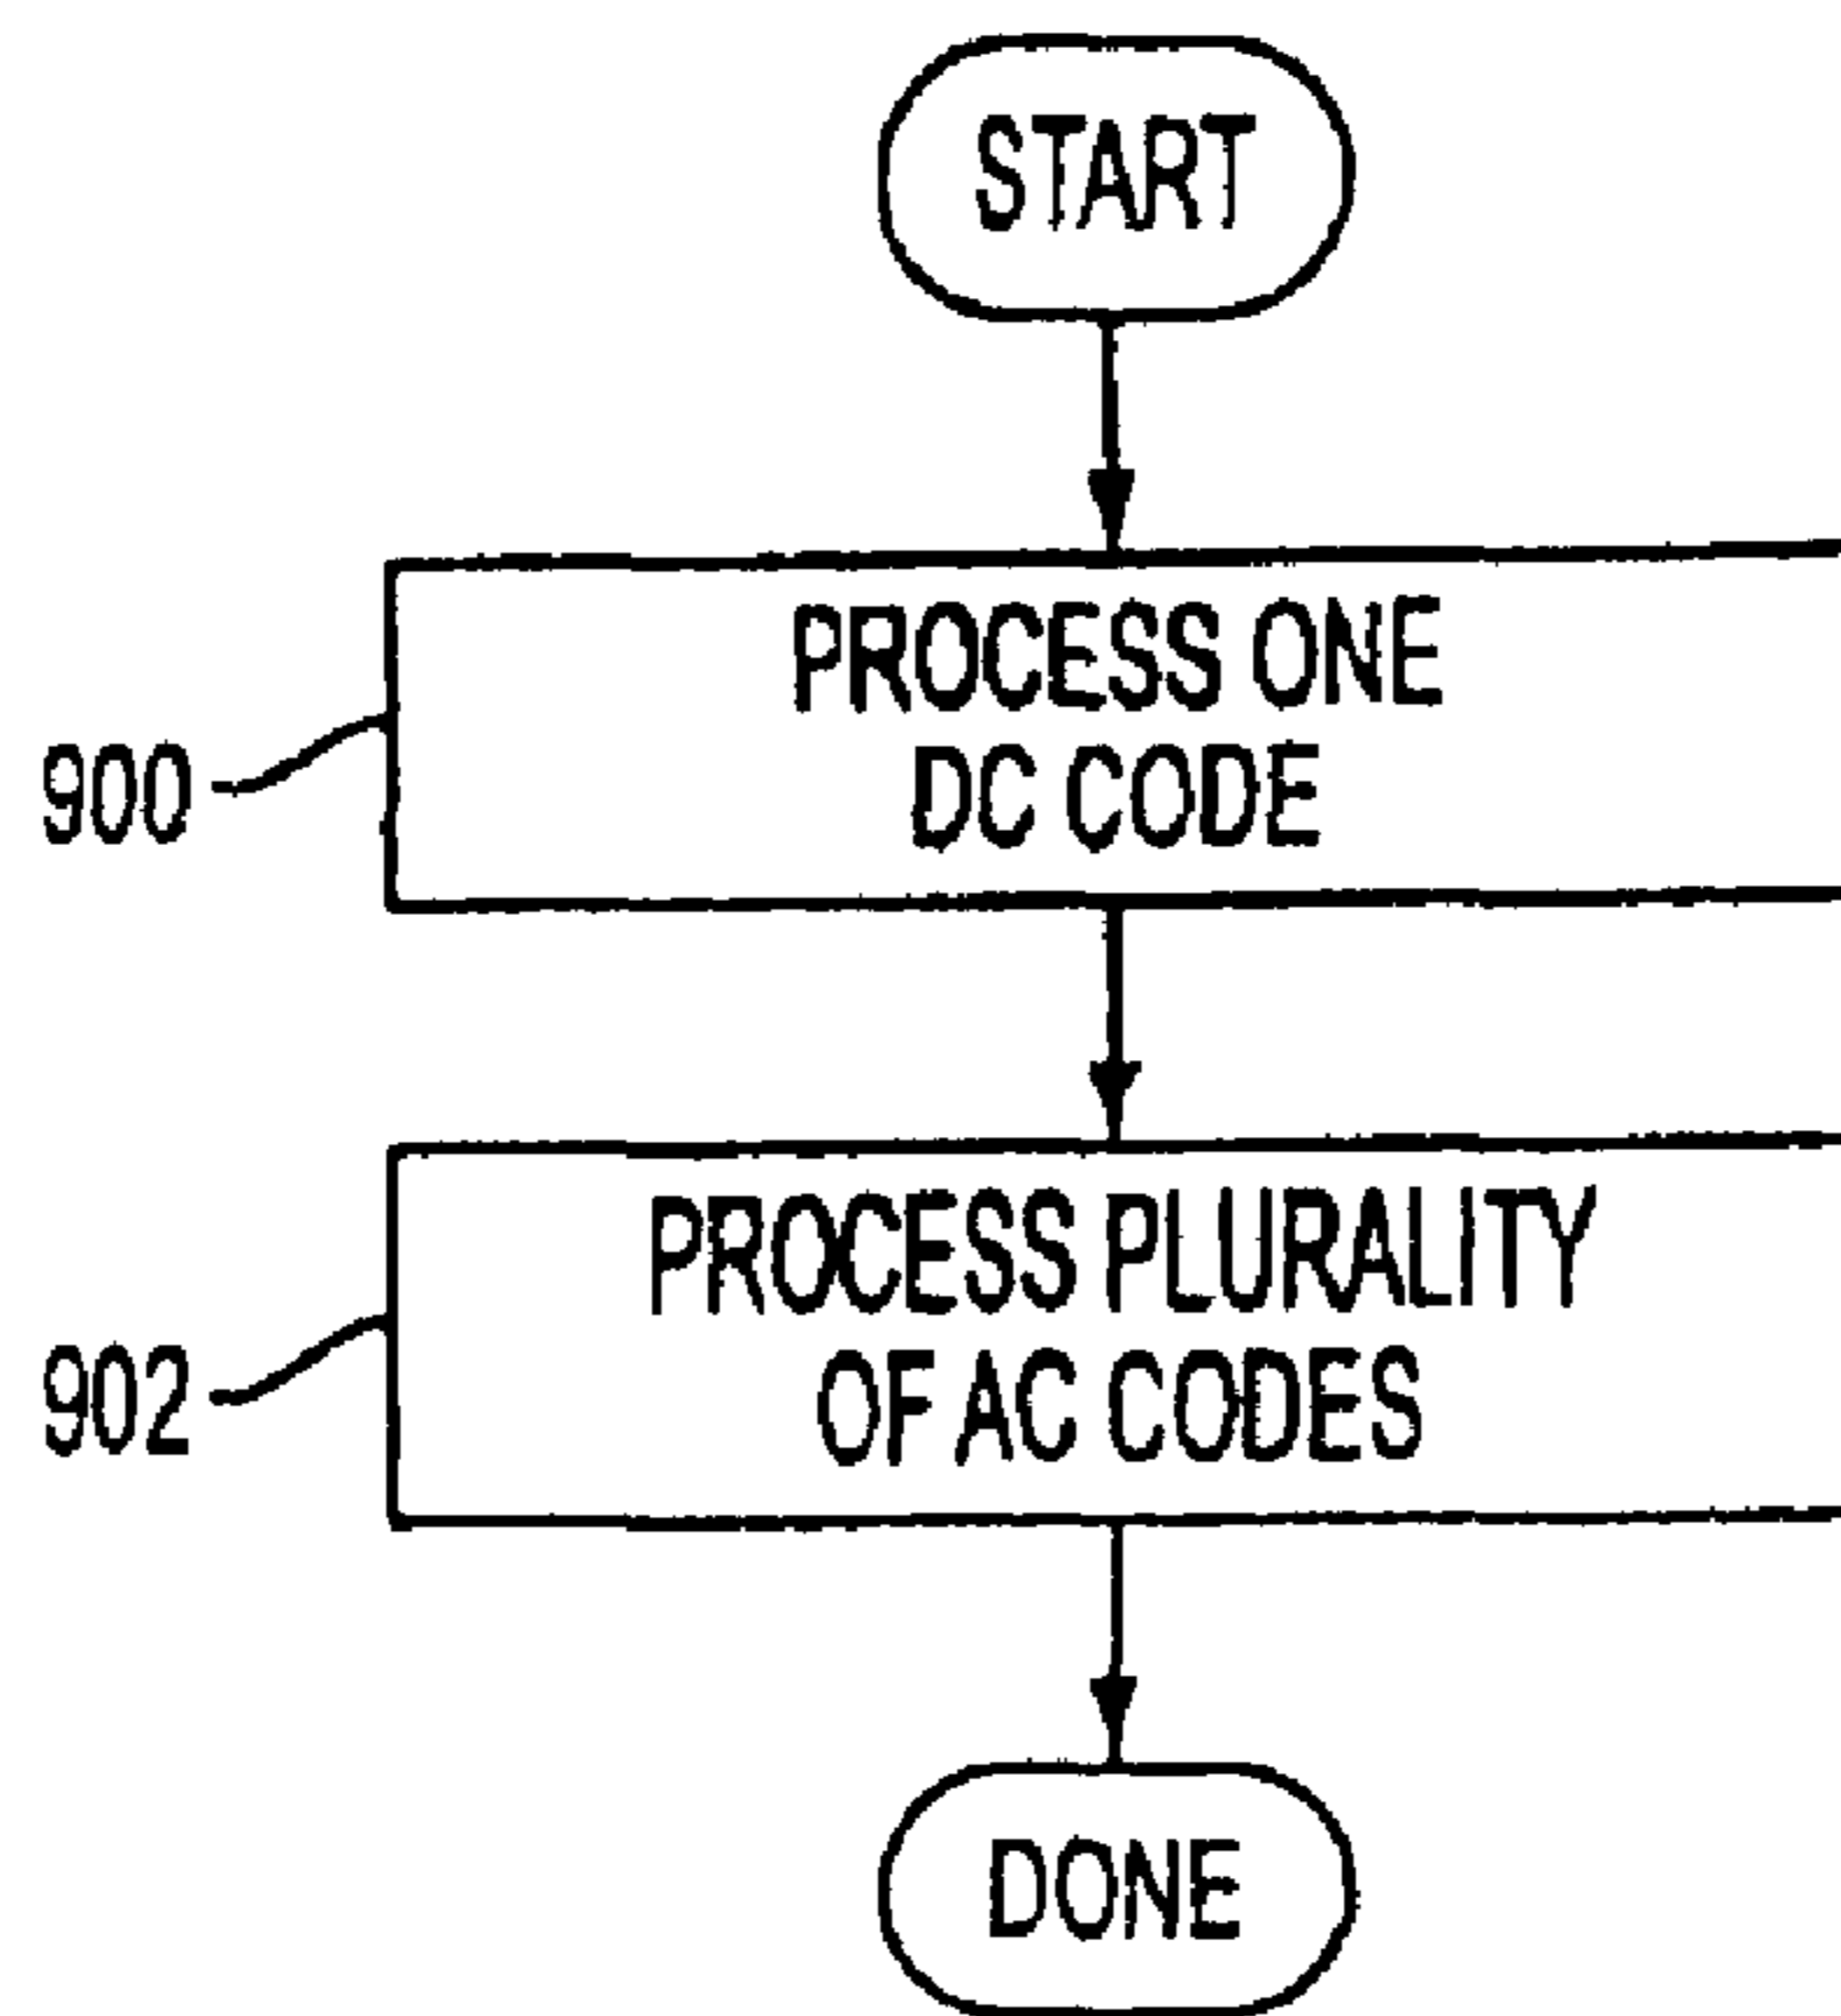 START
PROCESS ONE
DC CODE
900
PROCESS PLURALITY
OF AC CODES
902
DONE